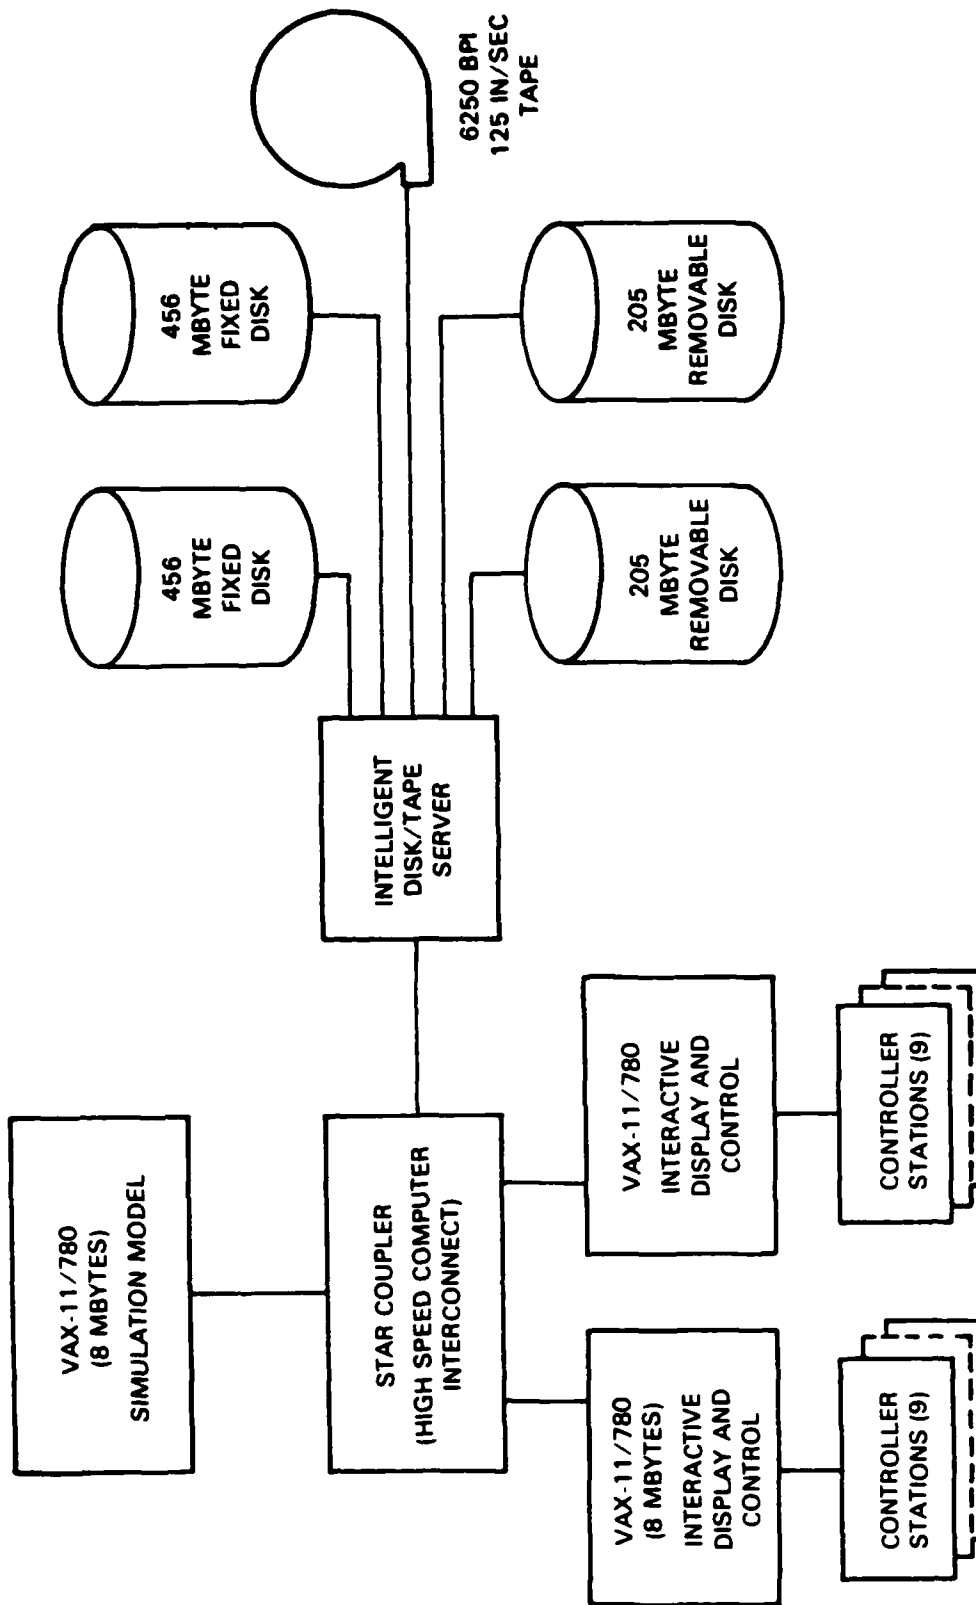 VAX-11/780
(8 MBYTES)
SIMULATION MODEL
STAR COUPLER
(HIGH SPEED COMPUTER
INTERCONNECT)
VAX-11/780
(8 MBYTES)
INTERACTIVE
DISPLAY AND
CONTROL
CONTROLLER
STATIONS (9)
VAX-11/780
INTERACTIVE
DISPLAY AND
CONTROL
CONTROLLER
STATIONS (9)
INTELLIGENT
DISK/TAPE
SERVER
456
MBYTE
FIXED
DISK
456
MBYTE
FIXED
DISK
6250 BPI
125 IN/SEC
TAPE
205
MBYTE
REMOVABLE
DISK
205
MBYTE
REMOVABLE
DISK